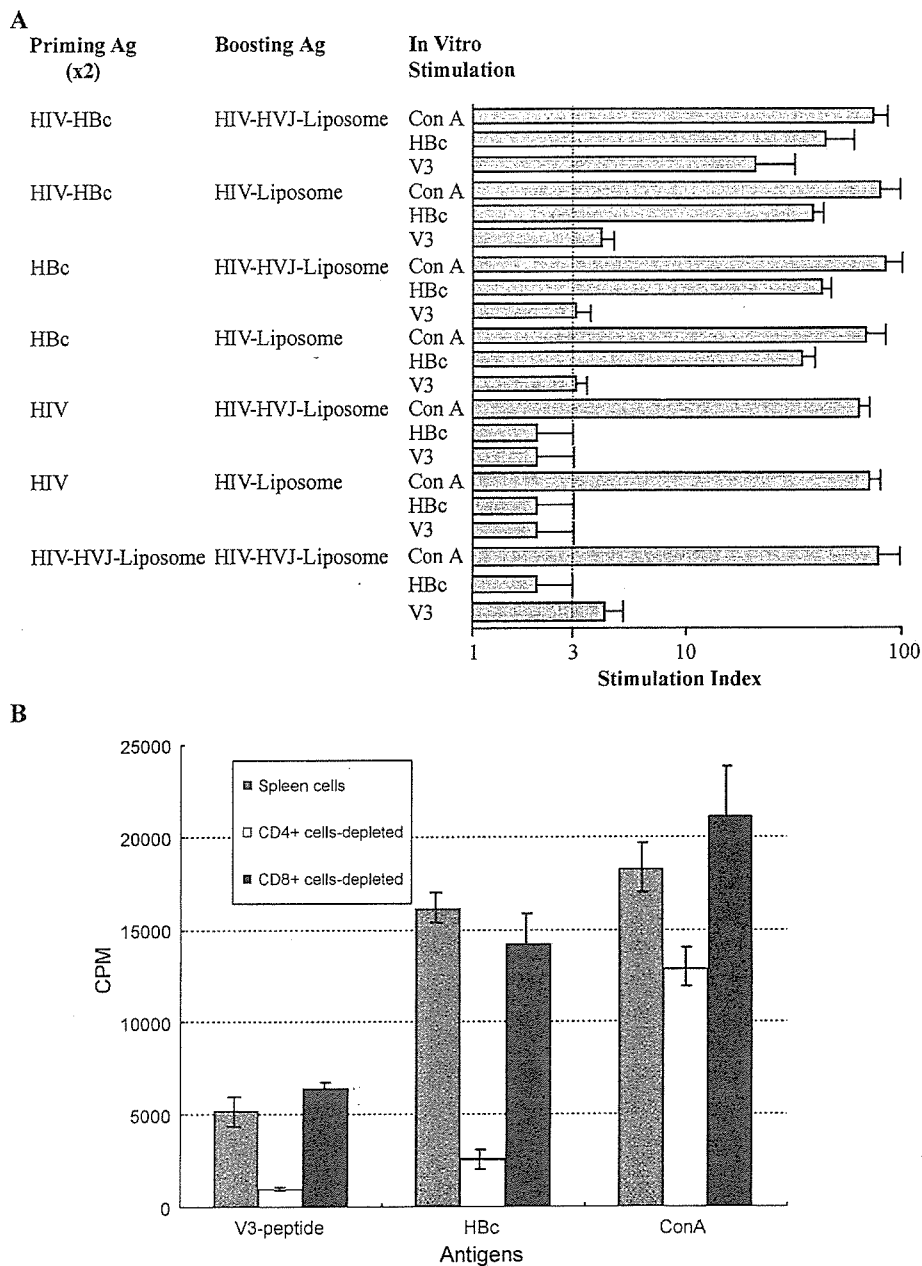 A
Priming Ag Boosting Ag In Vitro
(x2) Stimulation
HIV-HBc HIV-HVJ-Liposome Con A
HBc
V3
HIV-HBc HIV-Liposome Con A
HBc
V3
HBc HIV-HVJ-Liposome Con A
HBc
V3
HBc HIV-Liposome Con A
HBc
V3
HIV HIV-HVJ-Liposome Con A
HBc
V3
HIV HIV-Liposome Con A
HBc
V3
HIV-HVJ-Liposome HIV-HVJ-Liposome Con A
HBc
V3
1 3 10 100
Stimulation Index
B
25000
20000
15000
10000
5000
0
CPM
Spleen cells
CD4+ cells-depleted
CD8+ cells-depleted
V3-peptide HBc ConA
Antigens